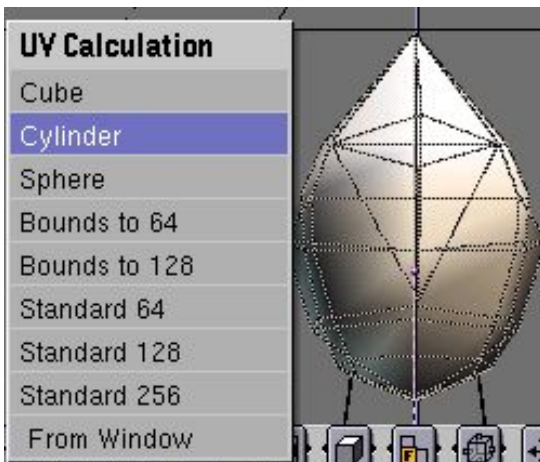 UV Calculation
Cube
Cylinder
Sphere
Bounds to 64
Bounds to 128
Standard 64
Standard 128
Standard 256
From Window
F